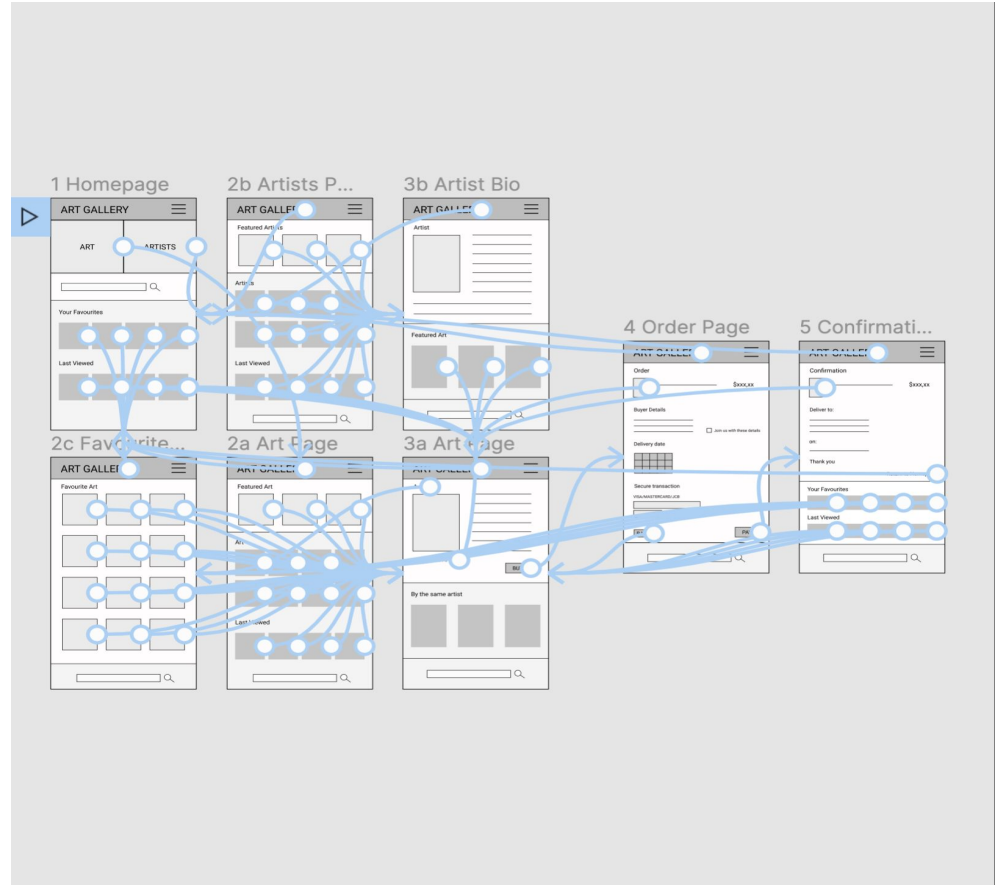 1 Homepage
2b Artists P...
3b Artist Bio
ART GALLERY
ART
ARTISTS
Your Favourites
Last Viewed
ART GALLE
Featured Artists
Artists
Last Viewed
Artist
Featured Art
4 Order Page
5 Confirmati...
ART GALLE
Order
$xxx,xx
Buyer Details
Join us with these details
Delivery date
Secure transaction
VISA/MASTERCARD/JCB
PA
ART GALLE
Confirmation
$xxx,xx
Deliver to:
on:
Thank you
Your Favourites
Last Viewed
2c Favourite...
2a Art Page
3a Art Page
ART GALLE
Favourite Art
ART GALLE
Featured Art
Last Viewed
ART GALLE
By the same artist